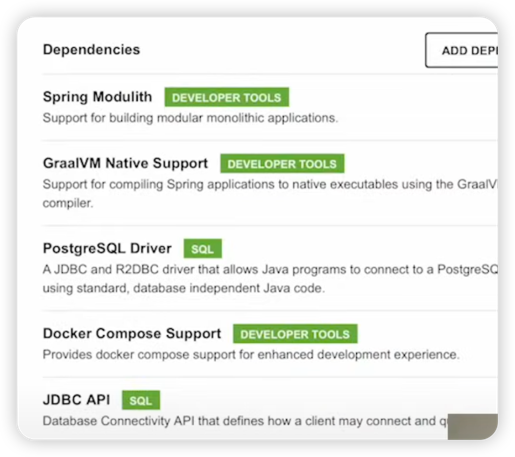 Dependencies
ADD DEP
Spring Modulith DEVELOPER TOOLS
Support for building modular monolithic applications.
GraalVM Native Support DEVELOPER TOOLS
Support for compiling Spring applications to native executables using the GraalV
compiler.
PostgreSQL Driver SQL
A JDBC and R2DBC driver that allows Java programs to connect to a PostgreSQ
using standard, database independent Java code.
Docker Compose Support DEVELOPER TOOLS
Provides docker compose support for enhanced development experience.
JDBC API SQL
Database Connectivity API that defines how a client may connect and